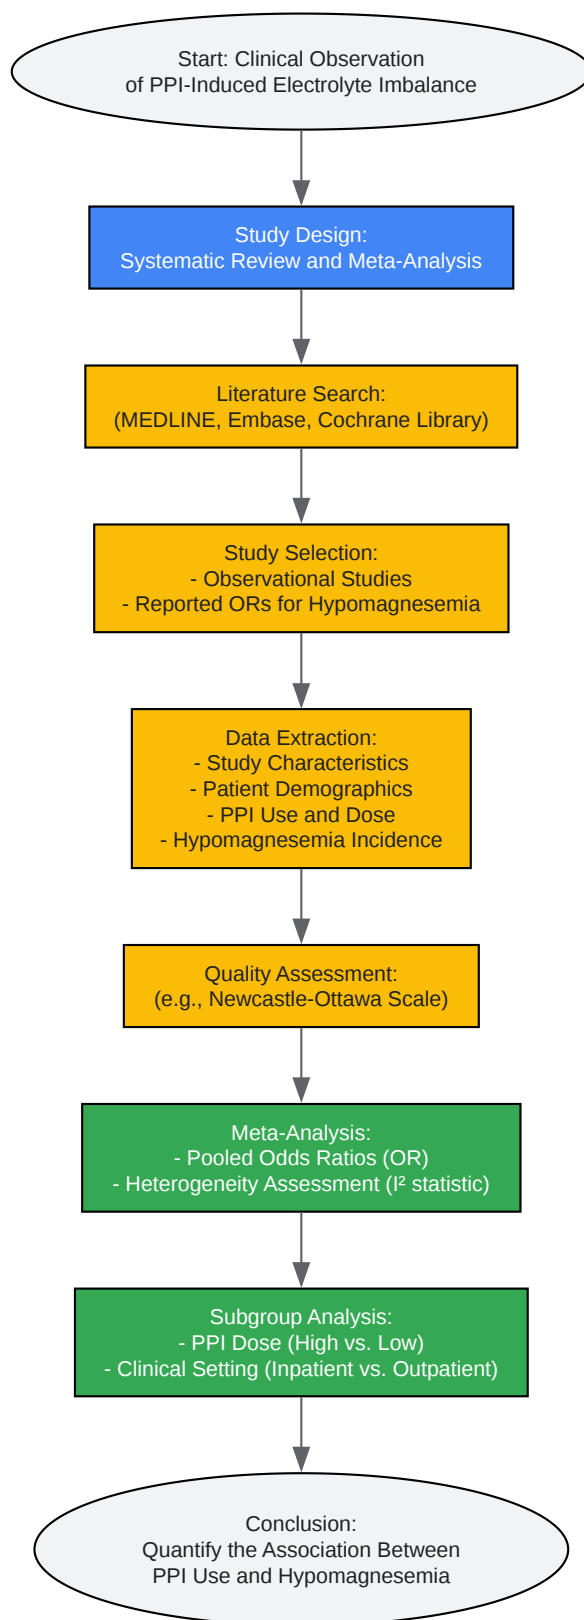 Start: Clinical Observation
of PPI-Induced Electrolyte Imbalance
Study Design:
Systematic Review and Meta-Analysis
Literature Search:
(MEDLINE, Embase, Cochrane Library)
Study Selection:
- Observational Studies
- Reported ORs for Hypomagnesemia
Data Extraction:
- Study Characteristics
- Patient Demographics
- PPI Use and Dose
- Hypomagnesemia Incidence
Quality Assessment:
(e.g., Newcastle-Ottawa Scale)
Meta-Analysis:
- Pooled Odds Ratios (OR)
- Heterogeneity Assessment (I² statistic)
Subgroup Analysis:
- PPI Dose (High vs. Low)
- Clinical Setting (Inpatient vs. Outpatient)
Conclusion:
Quantify the Association Between
PPI Use and Hypomagnesemia